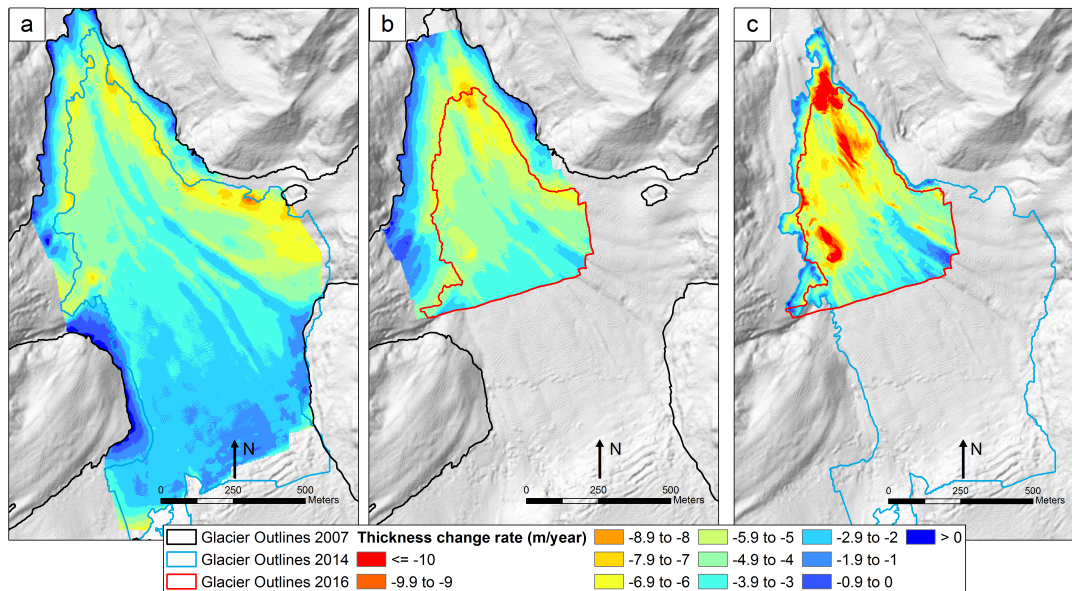 a
b
c
N
N
N
0 250 500
Meters
0 250 500
Meters
0 250 500
Meters
Glacier Outlines 2007
Glacier Outlines 2014
Glacier Outlines 2016
Thickness change rate (m/year)
<= -10
-9.9 to -9
-8.9 to -8
-7.9 to -7
-6.9 to -6
-5.9 to -5
-4.9 to -4
-3.9 to -3
-2.9 to -2
-1.9 to -1
-0.9 to 0
> 0